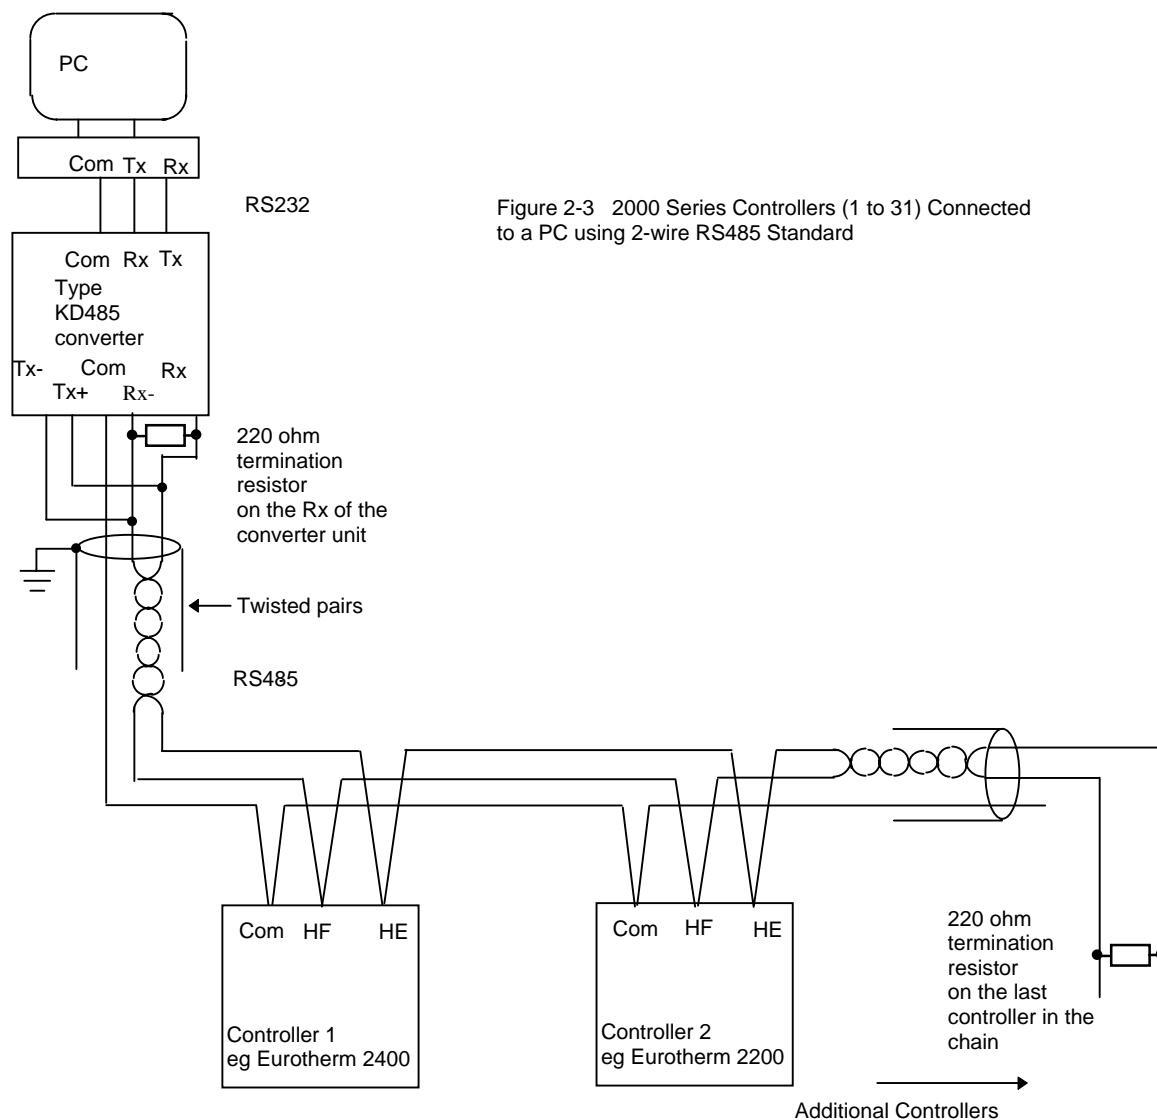 PC
Com Tx Rx
RS232
Figure 2-3 2000 Series Controllers (1 to 31) Connected
to a PC using 2-wire RS485 Standard
Com Rx Tx
Type
KD485
converter
Tx- Com Rx
Tx+ Rx-
220 ohm
termination
resistor
on the Rx of the
converter unit
Twisted pairs
RS485
Com HF HE
Controller 1
eg Eurotherm 2400
Com HF HE
Controller 2
eg Eurotherm 2200
220 ohm
termination
resistor
on the last
controller in the
chain
Additional Controllers